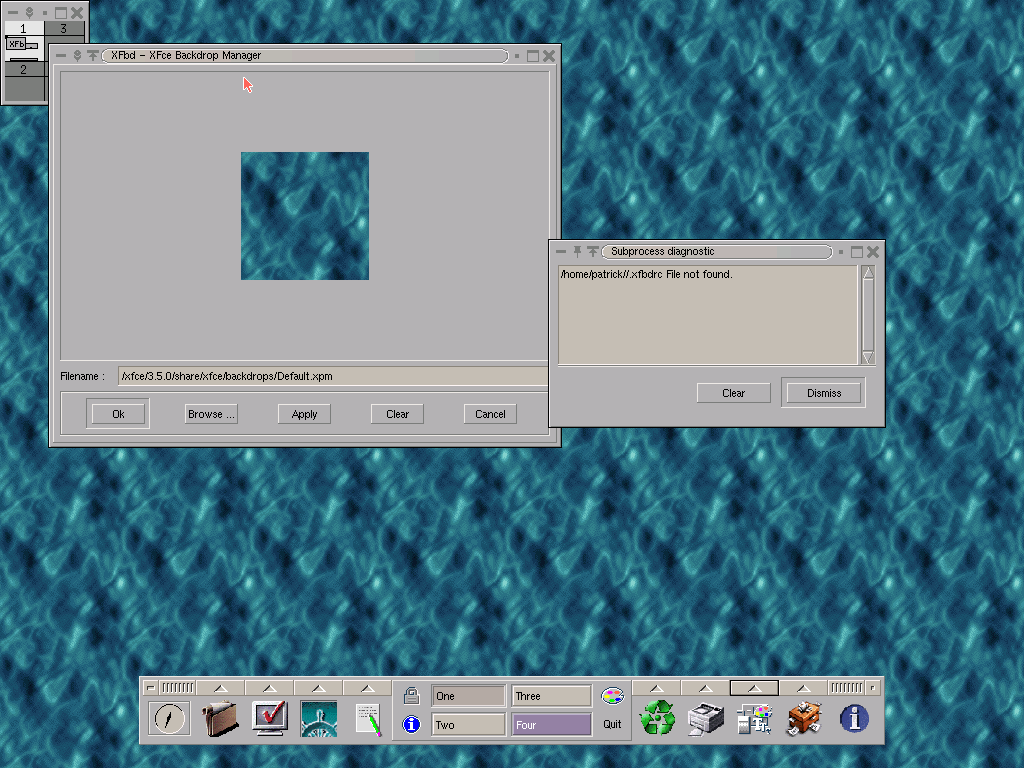 1
3
XFb
2
XFbd – XFce Backdrop Manager
Subprocess diagnostic
/home/patrick//.xfbdrc File not found.
Clear
Dismiss
Filename :
/xfce/3.5.0/share/xfce/backdrops/Default.xpm
Ok
Browse ...
Apply
Clear
Cancel
One
Three
Two
Four
Quit